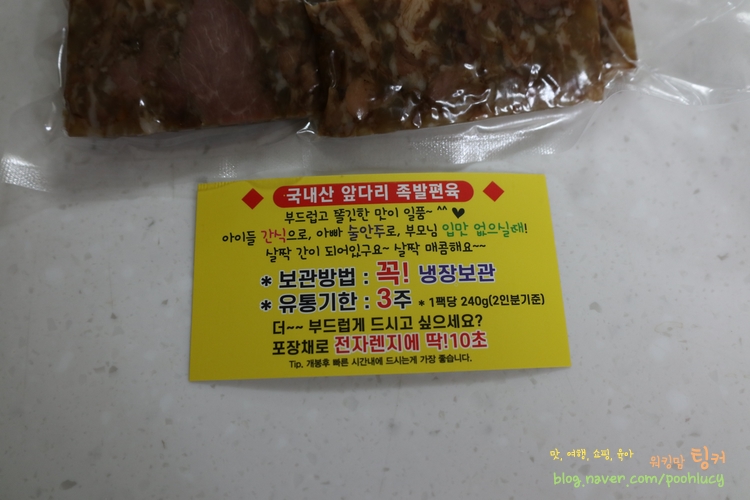 국내산 앞다리 족발편육
부드럽고 똘깃한 맛이 일품~ ^^ ♥
아이들 간식으로, 아빠 술안주로, 부모님 입맛 없으실때!
살짝 간이 되어있구요~ 살짝 매콤해요~~
* 보관방법 : 꼭! 냉장보관
* 유통기한 : 3주 * 1팩당 240g(2인분기준)
더~~ 부드럽게 드시고 싶으세요?
포장채로 전자렌지에 딱!10초
Tip. 개봉후 빠른 시간내에 드시는게 가장 좋습니다.
맛, 여행, 쇼핑, 육아 워킹맘 팅커
blog.naver.com/poohlucy